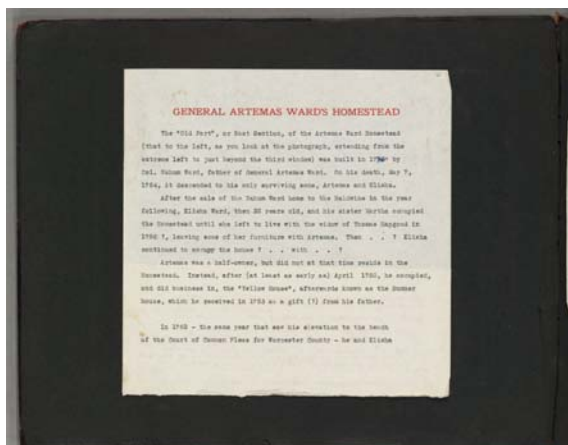 GENERAL ARTEMAS WARD'S HOMESTEAD
The "Old Part", or East Section, of the Artemas Ward Homestead
(that to the left, as you look at the photograph, extending from the
extreme left to just beyond the third window) was built in by
Col. Nahum Ward, father of General Artemas Ward. On his death, May 7,
1754, it descended to his only surviving sons, Artemas and Elisha.
After the sale of the Nahum Ward home to the Baldwins in the year
following, Elisha Ward, then years old, and his sister Martha occupied
the Homestead until she left to live with the widow of Thomas Hapgood in
?, leaving some of her furniture with Artemas. Then . . ? Elisha
continued to occupy the house ? . . with . . ?
Artemas was a half-owner, but did not at that time reside in the
Homestead. Instead, after (at least as early as) April 1750, he occupied,
and did business in, the "Yellow House", afterwards known as the Sumner
house, which he received in 1753 as a gift (?) from his father.
In 1762 - the same year that saw his elevation to the bench
of the Court of Common Pleas for Worcester County - he and Elisha